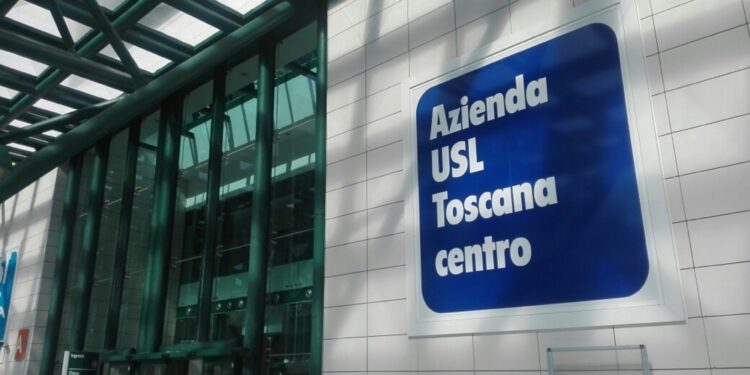 Azienda
USL
Toscana
centro